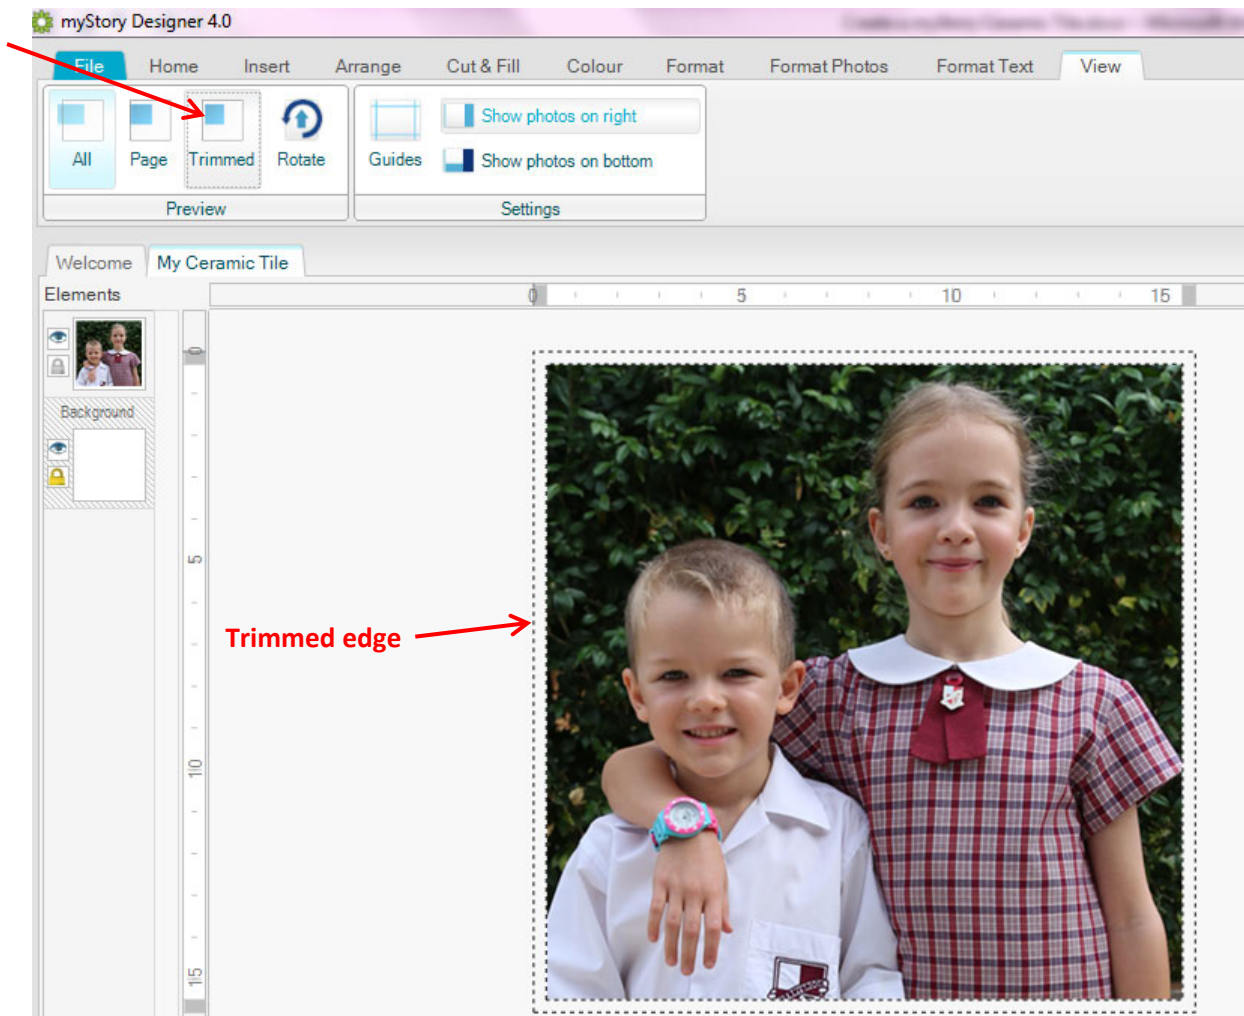 myStory Designer 4.0
File Home Insert Arrange Cut & Fill Colour Format Format Photos Format Text View
All Page Trimmed Rotate Guides Show photos on right
Show photos on bottom
Preview Settings
Welcome My Ceramic Tile
Elements
0 5 10 15
0
Background
5
Trimmed edge
10
15